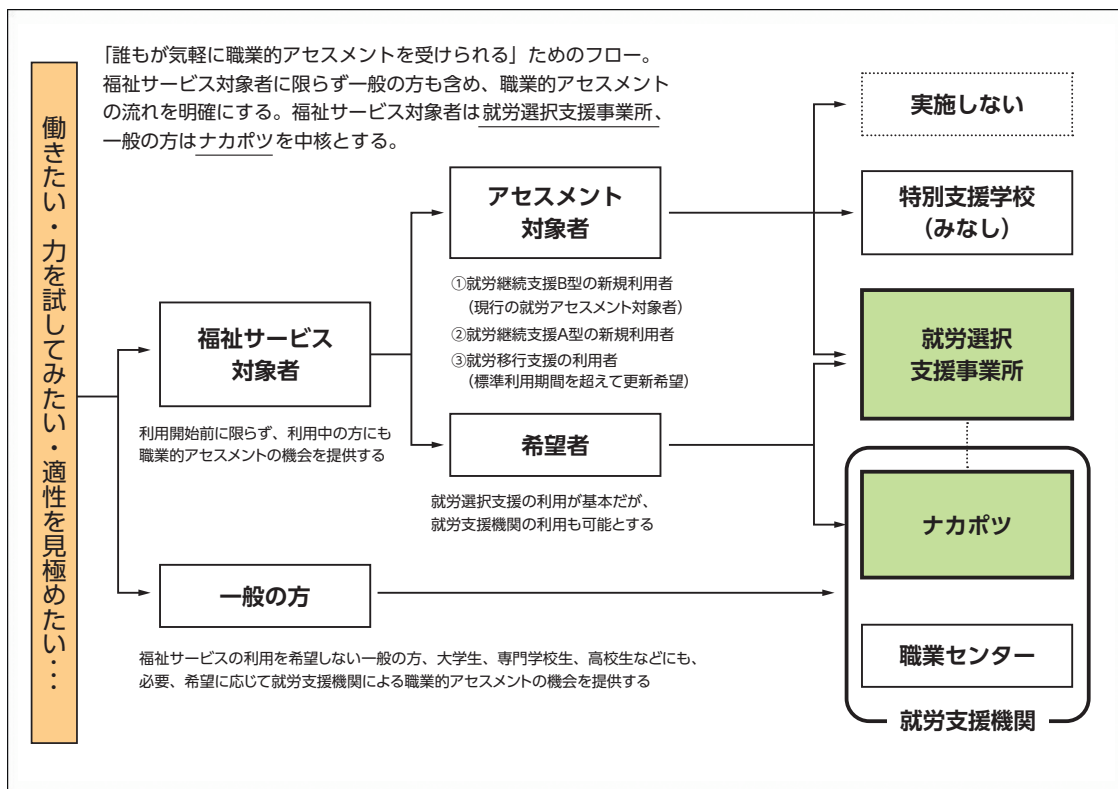 「誰もが気軽に職業的アセスメントを受けられる」ためのフロー。
福祉サービス対象者に限らず一般の方も含め、職業的アセスメント
の流れを明確にする。福祉サービス対象者は就労選択支援事業所、
一般の方はナカポツを中核とする。
働きたい・力を試してみたい・適性を見極めたい・・・
福祉サービス
対象者
利用開始前に限らず、利用中の方にも
職業的アセスメントの機会を提供する
一般の方
福祉サービスの利用を希望しない一般の方、大学生、専門学校生、高校生などにも、
必要、希望に応じて就労支援機関による職業的アセスメントの機会を提供する
アセスメント
対象者
①就労継続支援B型の新規利用者
（現行の就労アセスメント対象者）
②就労継続支援A型の新規利用者
③就労移行支援の利用者
（標準利用期間を超えて更新希望）
希望者
就労選択支援の利用が基本だが、
就労支援機関の利用も可能とする
実施しない
特別支援学校
（みなし）
就労選択
支援事業所
ナカポツ
職業センター
就労支援機関